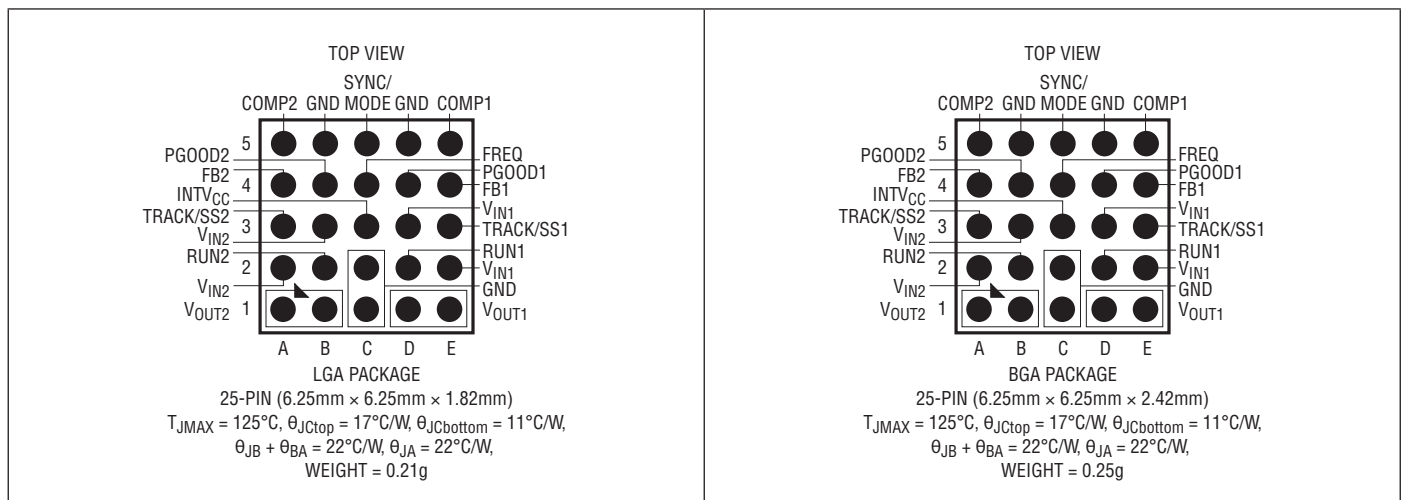 TOP VIEW
SYNC/
COMP2 GND MODE GND COMP1
5
PGOOD2
FREQ
PGOOD1
FB2
4
FB1
INTVCC
VIN1
TRACK/SS2
3
TRACK/SS1
VIN2
RUN2
RUN1
2
VIN1
VIN2
GND
VOUT2 1
VOUT1
A B C D E
LGA PACKAGE
25-PIN (6.25mm × 6.25mm × 1.82mm)
TJMAX = 125°C, θJCtop = 17°C/W, θJCbottom = 11°C/W,
θJB + θBA = 22°C/W, θJA = 22°C/W,
WEIGHT = 0.21g
TOP VIEW
SYNC/
COMP2 GND MODE GND COMP1
5
PGOOD2
FREQ
PGOOD1
FB2
4
FB1
INTVCC
VIN1
TRACK/SS2
3
TRACK/SS1
VIN2
RUN2
RUN1
2
VIN1
VIN2
GND
VOUT2 1
VOUT1
A B C D E
BGA PACKAGE
25-PIN (6.25mm × 6.25mm × 2.42mm)
TJMAX = 125°C, θJCtop = 17°C/W, θJCbottom = 11°C/W,
θJB + θBA = 22°C/W, θJA = 22°C/W,
WEIGHT = 0.25g